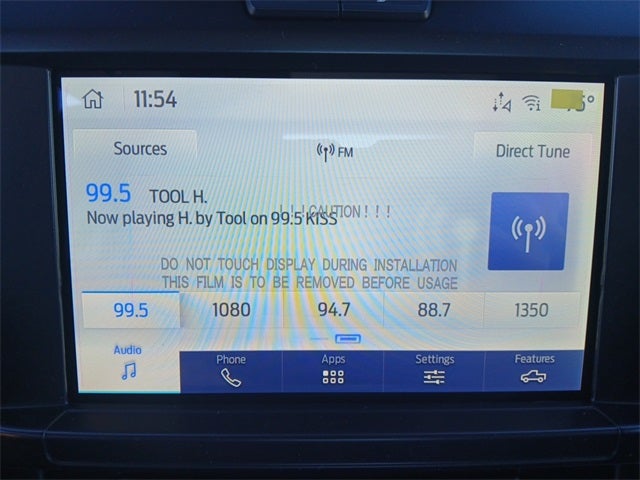 11:54
Sources
FM
Direct Tune
99.5 TOOL H.
Now playing H. by Tool on 99.5 KISS
! ! ! CAUTION ! ! !
DO NOT TOUCH DISPLAY DURING INSTALLATION
THIS FILM IS TO BE REMOVED BEFORE USAGE
99.5 1080 94.7 88.7 1350
Audio Phone Apps Settings Features